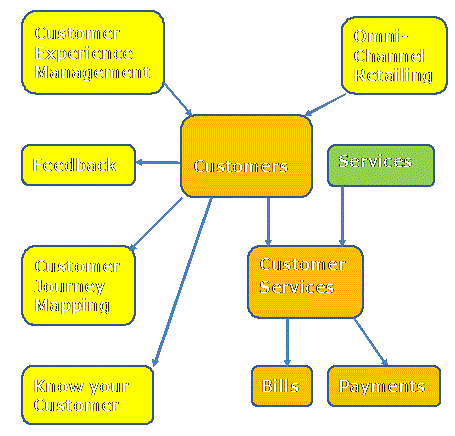 Customer
Experience
Management
Omni-
Channel
Retailing
Customers
Feedback
Services
Customer
Journey
Mapping
Customer
Services
Know your
Customer
Bills
Payments